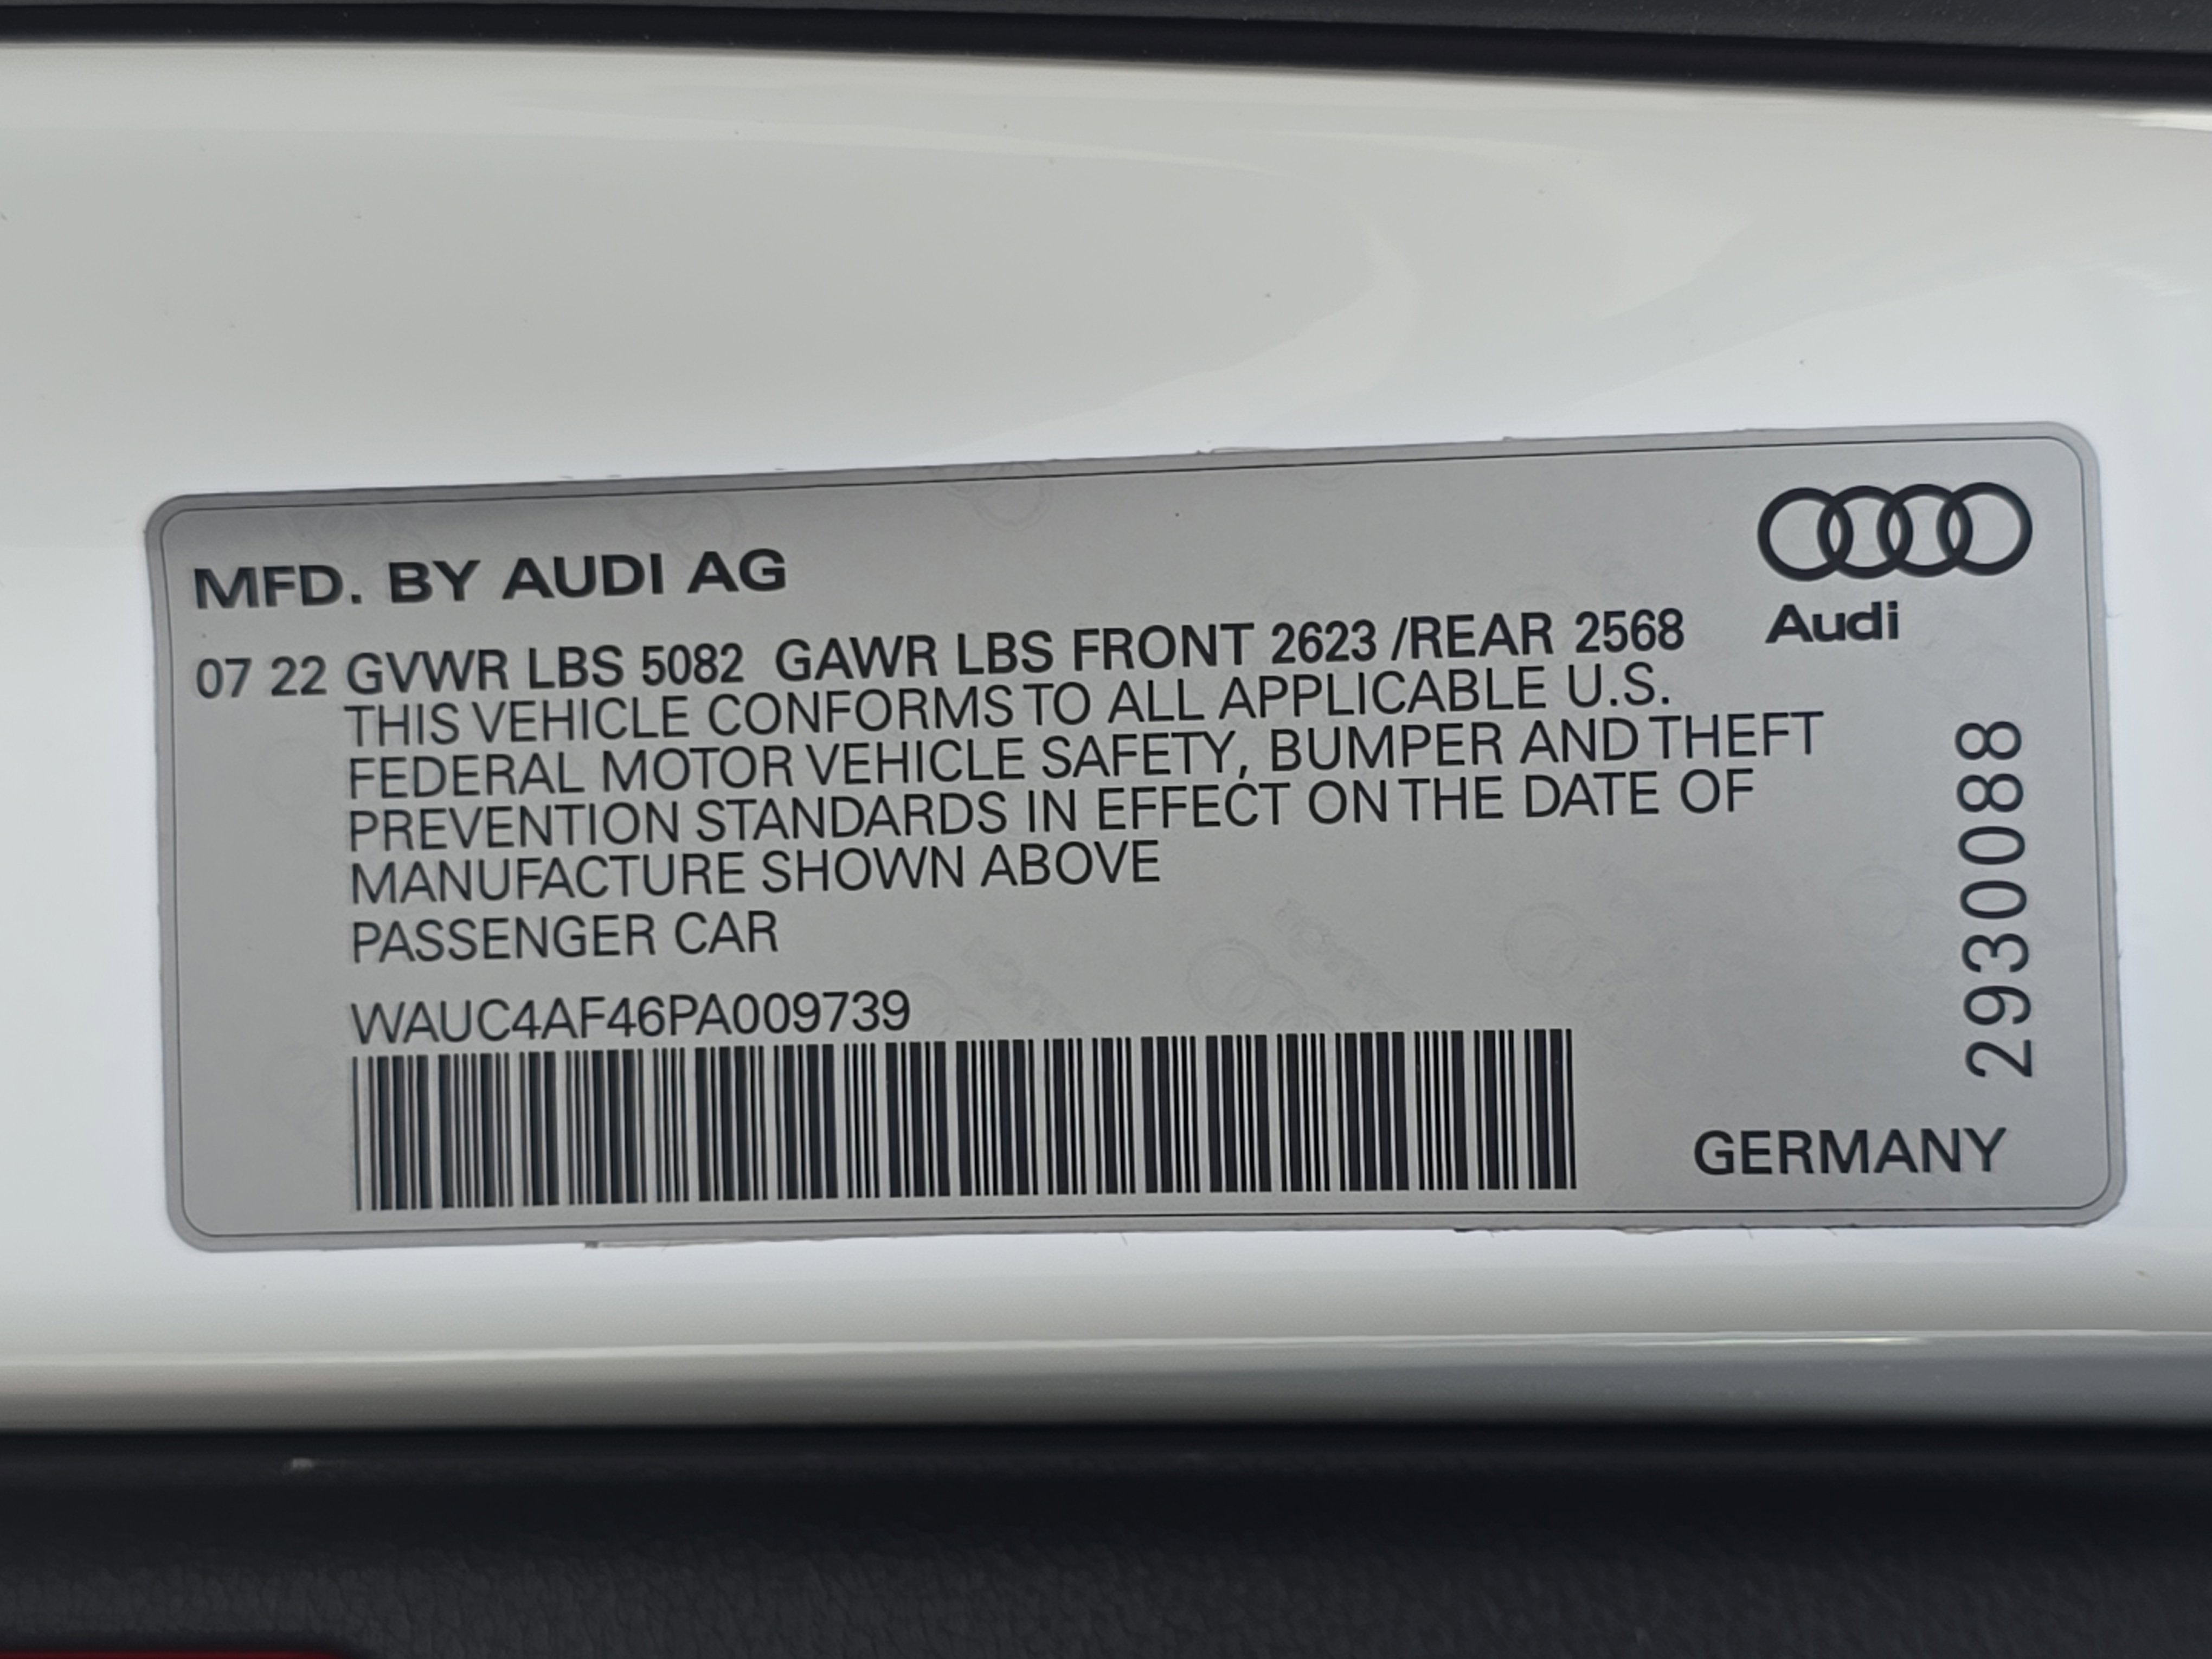 MFD. BY AUDI AG
Audi
07 22 GVWR LBS 5082 GAWR LBS FRONT 2623 /REAR 2568
THIS VEHICLE CONFORMS TO ALL APPLICABLE U.S.
FEDERAL MOTOR VEHICLE SAFETY, BUMPER AND THEFT
PREVENTION STANDARDS IN EFFECT ON THE DATE OF
MANUFACTURE SHOWN ABOVE
PASSENGER CAR
WAUC4AF46PA009739
2930088
GERMANY